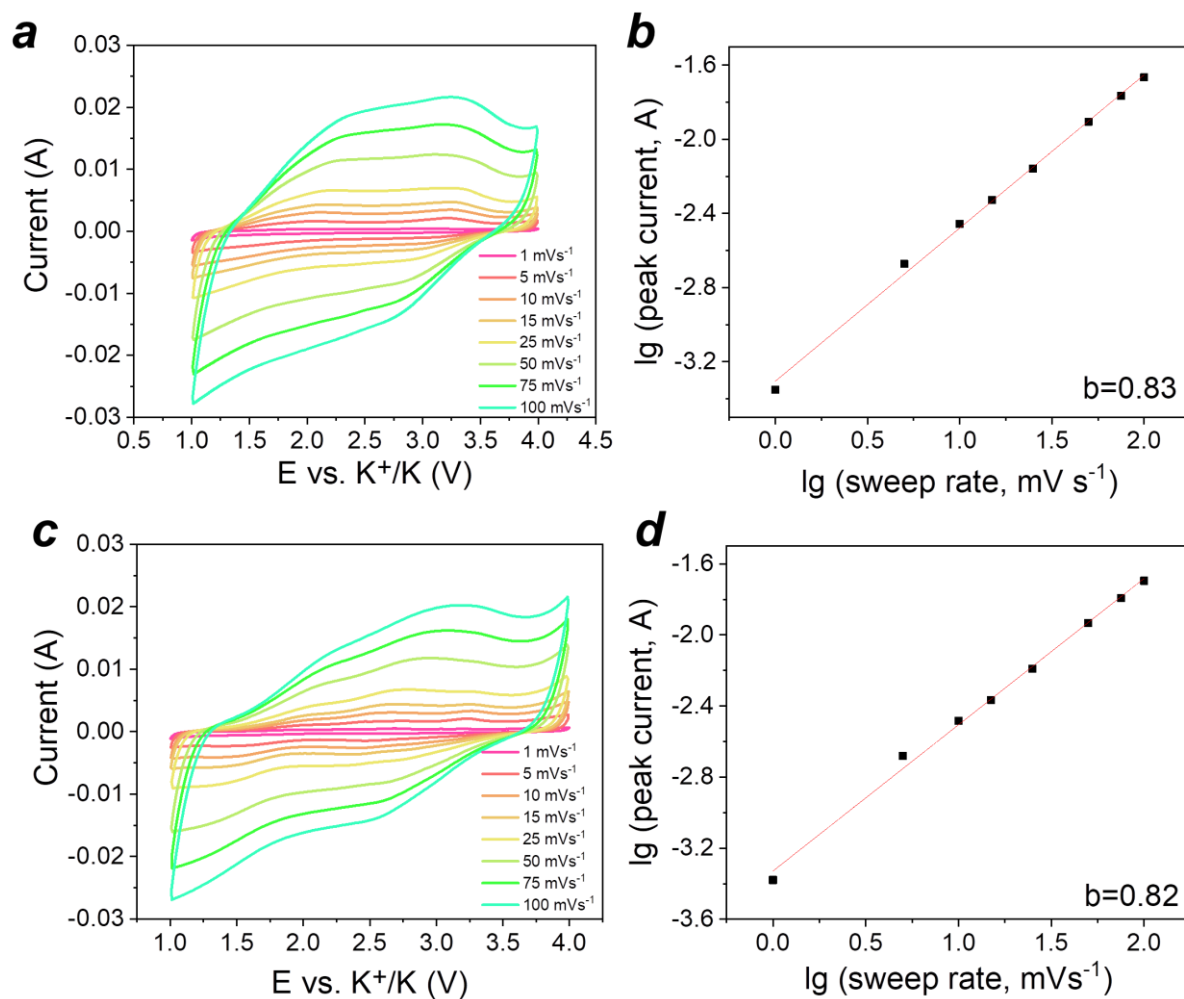 a
0.03
0.02
0.01
0.00
-0.01
-0.02
-0.03
Current (A)
0.5 1.0 1.5 2.0 2.5 3.0 3.5 4.0 4.5
E vs. K⁺/K (V)
1 mVs⁻¹
5 mVs⁻¹
10 mVs⁻¹
15 mVs⁻¹
25 mVs⁻¹
50 mVs⁻¹
75 mVs⁻¹
100 mVs⁻¹
b
-1.6
-2.0
-2.4
-2.8
-3.2
lg (peak current, A)
b=0.83
0.0 0.5 1.0 1.5 2.0
lg (sweep rate, mV s⁻¹)
c
0.03
0.02
0.01
0.00
-0.01
-0.02
-0.03
Current (A)
1.0 1.5 2.0 2.5 3.0 3.5 4.0
E vs. K⁺/K (V)
1 mVs⁻¹
5 mVs⁻¹
10 mVs⁻¹
15 mVs⁻¹
25 mVs⁻¹
50 mVs⁻¹
75 mVs⁻¹
100 mVs⁻¹
d
-1.6
-2.0
-2.4
-2.8
-3.2
-3.6
lg (peak current, A)
b=0.82
0.0 0.5 1.0 1.5 2.0
lg (sweep rate, mVs⁻¹)